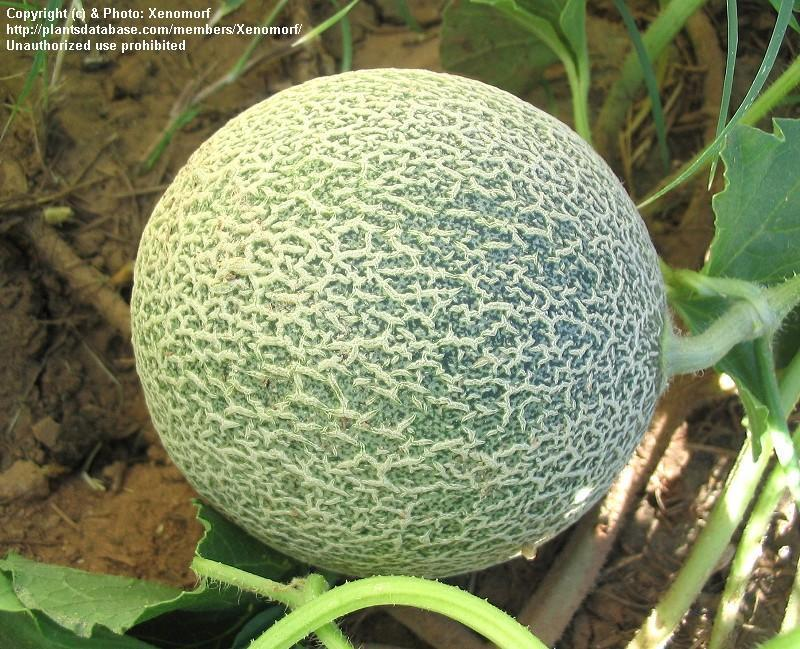 Copyright (c) & Photo: Xenomorf
http://plantsdatabase.com/members/Xenomorf/
Unauthorized use prohibited